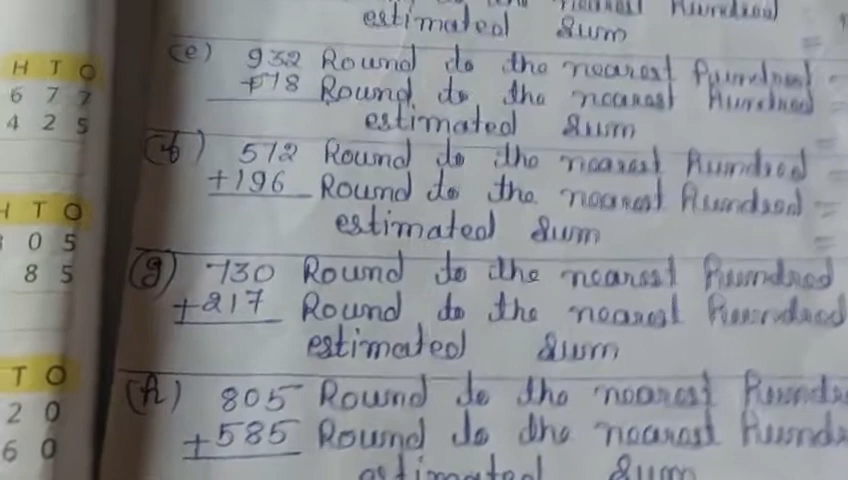 estimated Sum
H T O
6 7 7
4 2 5
H T O
0 5
8 5
T O
2 0
6 0
(e) 932 Round to the nearest Hundred =
Round to the nearest Hundred =
estimated Sum =
512 Round to the nearest Hundred =
+196 Round to the nearest Hundred =
estimated Sum =
(g) 730 Round to the nearest Hundred
+217 Round to the nearest Hundred
estimated Sum
(h) 805 Round to the nearest
+585 Round to the nearest
estimated Sum